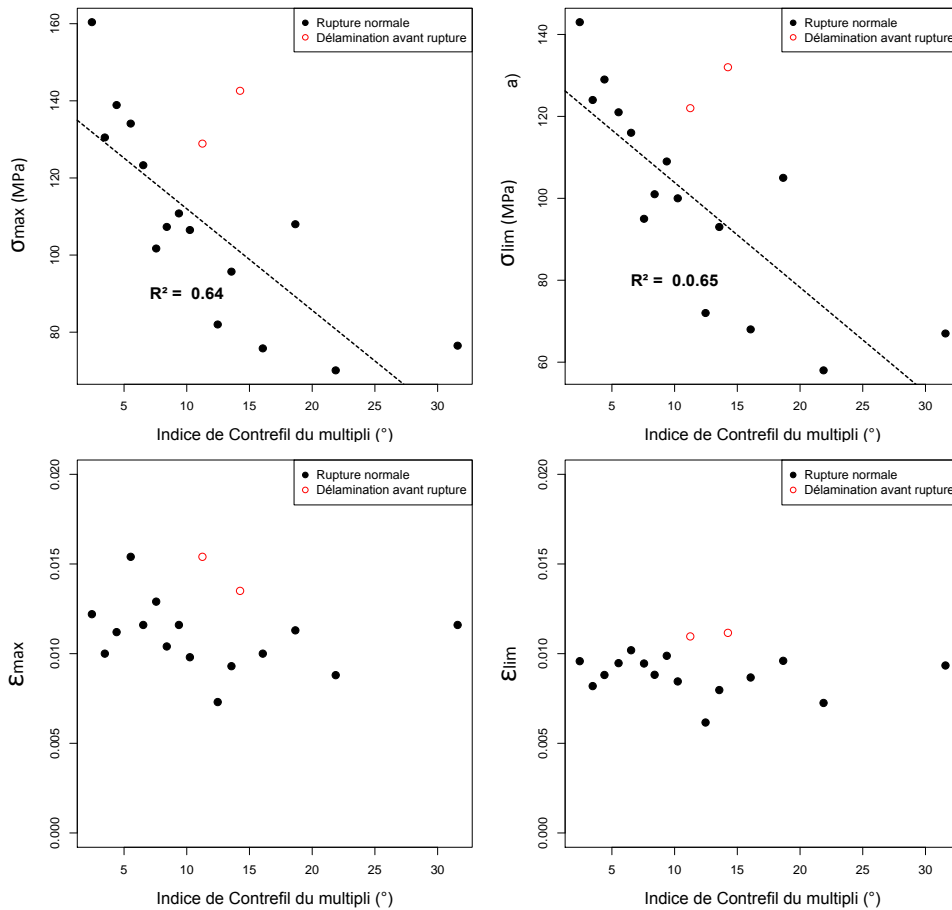 Rupture normale
Délamination avant rupture
σmax (MPa)
160
140
120
100
80
R² = 0.64
5 10 15 20 25 30
Indice de Contrefil du multipli (°)
Rupture normale
Délamination avant rupture
a)
σlim (MPa)
140
120
100
80
60
R² = 0.0.65
5 10 15 20 25 30
Indice de Contrefil du multipli (°)
Rupture normale
Délamination avant rupture
εmax
0.020
0.015
0.010
0.005
0.000
5 10 15 20 25 30
Indice de Contrefil du multipli (°)
Rupture normale
Délamination avant rupture
εlim
0.020
0.015
0.010
0.005
0.000
5 10 15 20 25 30
Indice de Contrefil du multipli (°)